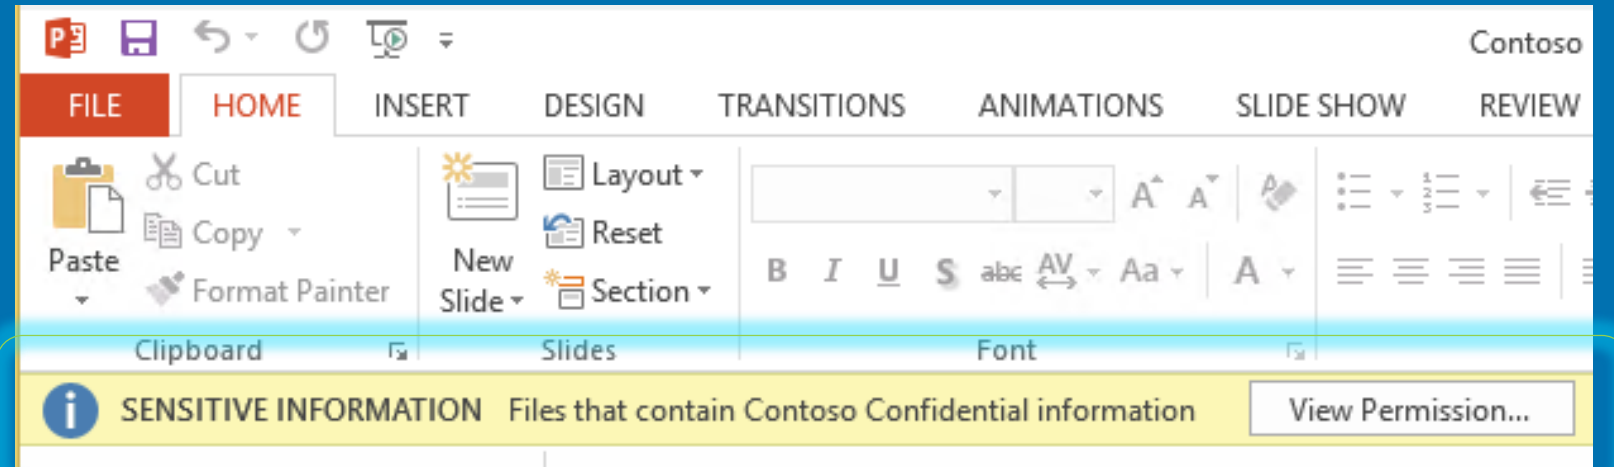 Contoso
FILE HOME INSERT DESIGN TRANSITIONS ANIMATIONS SLIDE SHOW REVIEW
Cut
Copy
Format Painter
Paste
New
Slide
Layout
Reset
Section
B I U S abc AV Aa A
Clipboard Slides Font
SENSITIVE INFORMATION Files that contain Contoso Confidential information View Permission...